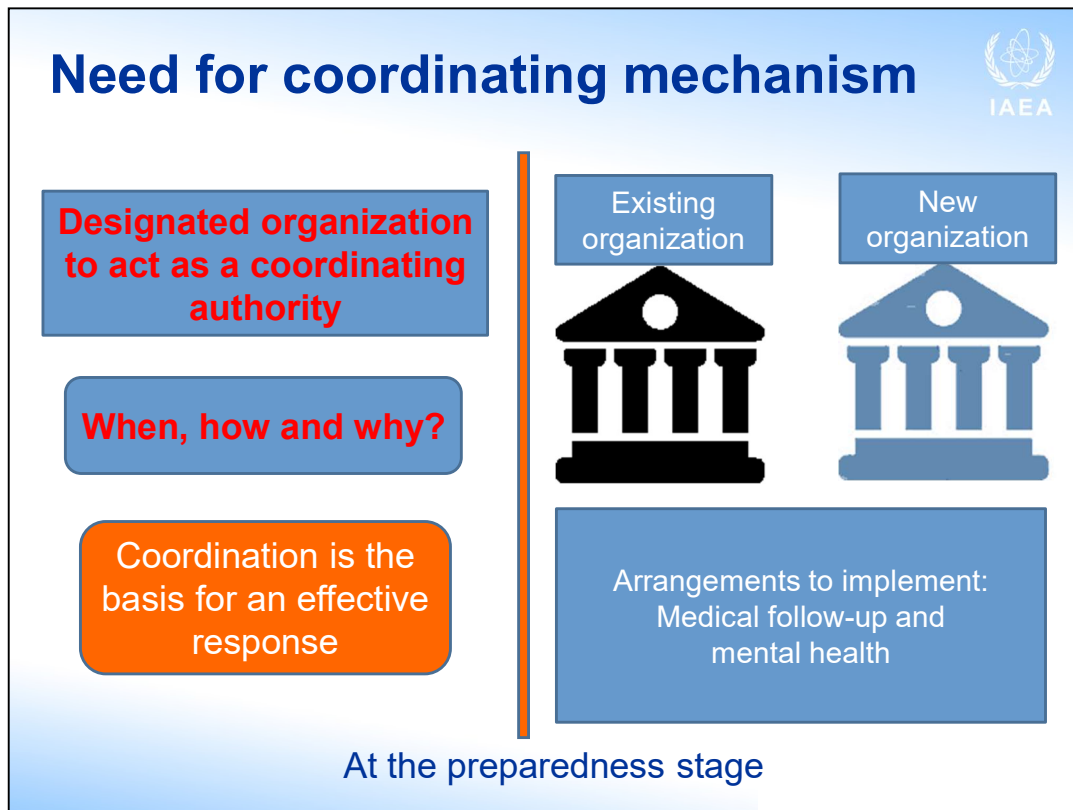 Need for coordinating mechanism
IAEA
Designated organization
to act as a coordinating
authority
When, how and why?
Coordination is the
basis for an effective
response
Existing
organization
New
organization
Arrangements to implement:
Medical follow-up and
mental health
At the preparedness stage